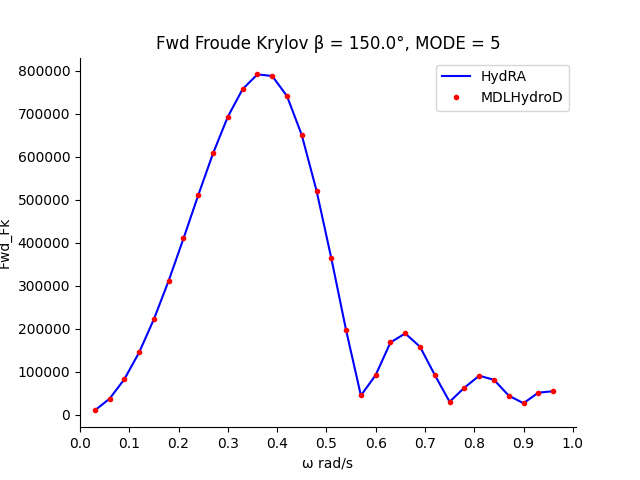 Fwd Froude Krylov β = 150.0°, MODE = 5
HydRA
MDLHydroD
800000
700000
600000
500000
400000
300000
200000
100000
0
Fwd_Fk
0.0 0.1 0.2 0.3 0.4 0.5 0.6 0.7 0.8 0.9 1.0
ω rad/s